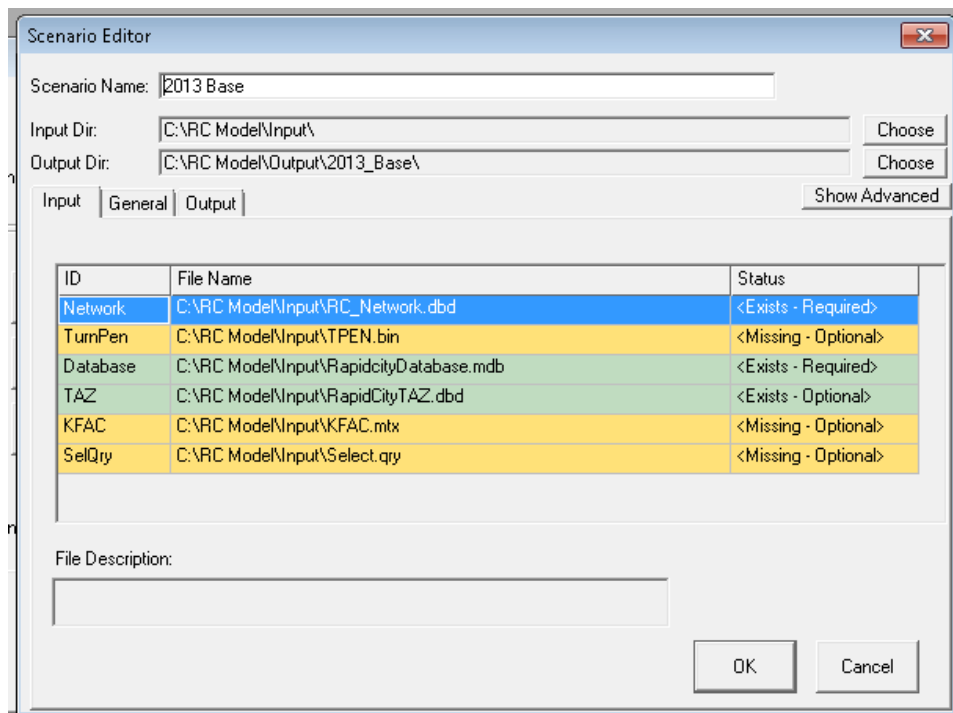 Scenario Editor
Scenario Name: 2013 Base
Input Dir: C:\RC Model\Input\ Choose
Output Dir: C:\RC Model\Output\2013_Base\ Choose
Input General Output Show Advanced
ID File Name Status
Network C:\RC Model\Input\RC_Network.dbd <Exists - Required>
TurnPen C:\RC Model\Input\TPEN.bin <Missing - Optional>
Database C:\RC Model\Input\RapidcityDatabase.mdb <Exists - Required>
TAZ C:\RC Model\Input\RapidCityTAZ.dbd <Exists - Optional>
KFAC C:\RC Model\Input\KFAC.mtx <Missing - Optional>
SelQry C:\RC Model\Input\Select.qry <Missing - Optional>
File Description:
OK Cancel